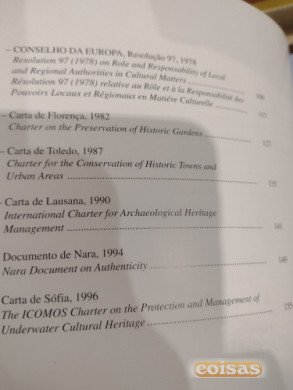 – CONSELHO DA EUROPA, Resolução 97, 1978
Resolution 97 (1978) on Role and Responsability of Local
and Regional Authorities in Cultural Matters
Résolution 97 (1978) relative au Rôle et à la Responsabilité des
Pouvoirs Locaux et Régionaux en Matière Culturelle
– Carta de Florença, 1982
Charter on the Preservation of Historic Gardens
– Carta de Toledo, 1987
Charter for the Conservation of Historic Towns and
Urban Areas
– Carta de Lausana, 1990
International Charter for Archaeological Heritage
Management
Documento de Nara, 1994
Nara Document on Authenticity
Carta de Sófia, 1996
The ICOMOS Charter on the Protection and Management of
Underwater Cultural Heritage
coisas